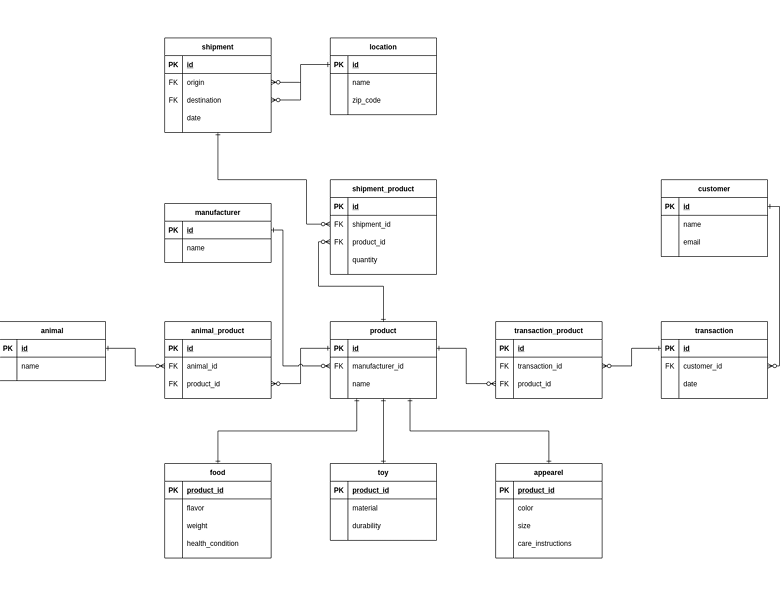 shipment
PK id
FK origin
FK destination
date
location
PK id
name
zip_code
shipment_product
PK id
FK shipment_id
FK product_id
quantity
customer
PK id
name
email
manufacturer
PK id
name
animal
PK id
name
animal_product
PK id
FK animal_id
FK product_id
product
PK id
FK manufacturer_id
name
transaction_product
PK id
FK transaction_id
FK product_id
transaction
PK id
FK customer_id
date
food
PK product_id
flavor
weight
health_condition
toy
PK product_id
material
durability
appearel
PK product_id
color
size
care_instructions